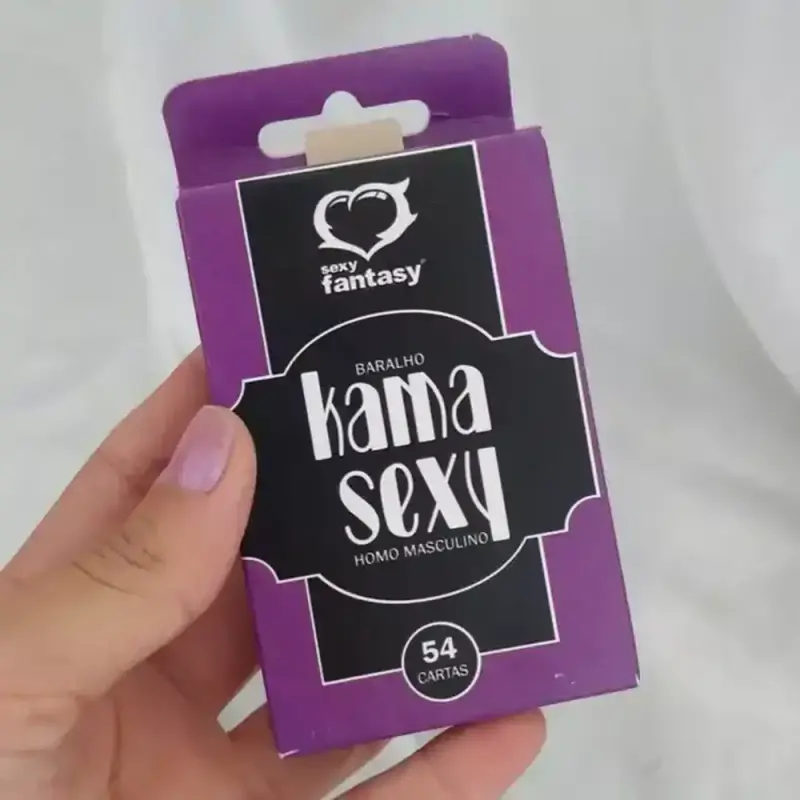 sexy
fantasy®
BARALHO
kama
sexy
HOMO MASCULINO
54
CARTAS